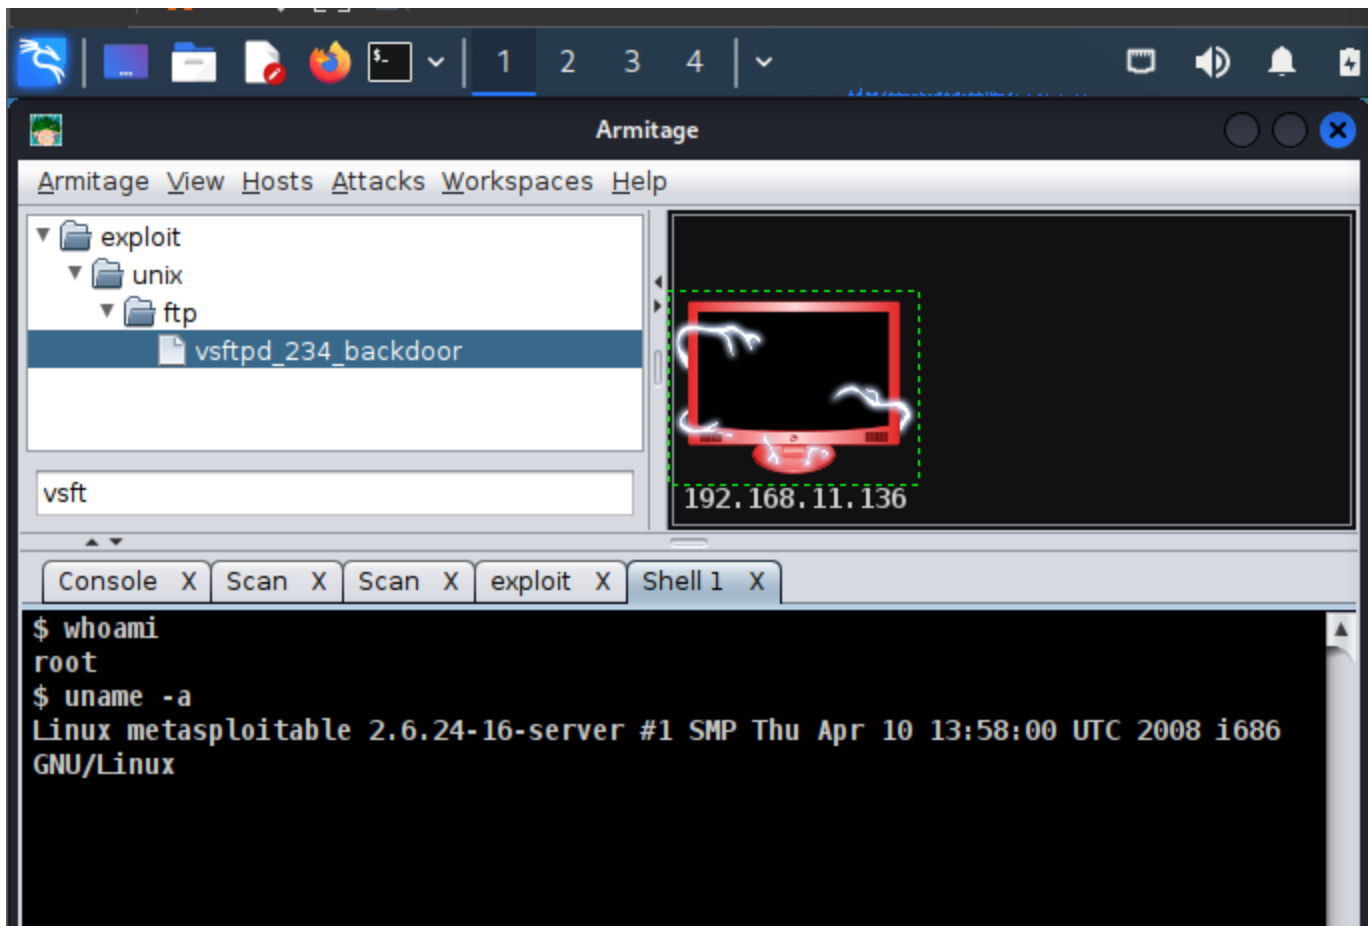 1 2 3 4
Armitage
Armitage View Hosts Attacks Workspaces Help
exploit
unix
ftp
vsftpd_234_backdoor
vsft
192.168.11.136
Console X Scan X Scan X exploit X Shell 1 X
$ whoami
root
$ uname -a
Linux metasploitable 2.6.24-16-server #1 SMP Thu Apr 10 13:58:00 UTC 2008 i686
GNU/Linux